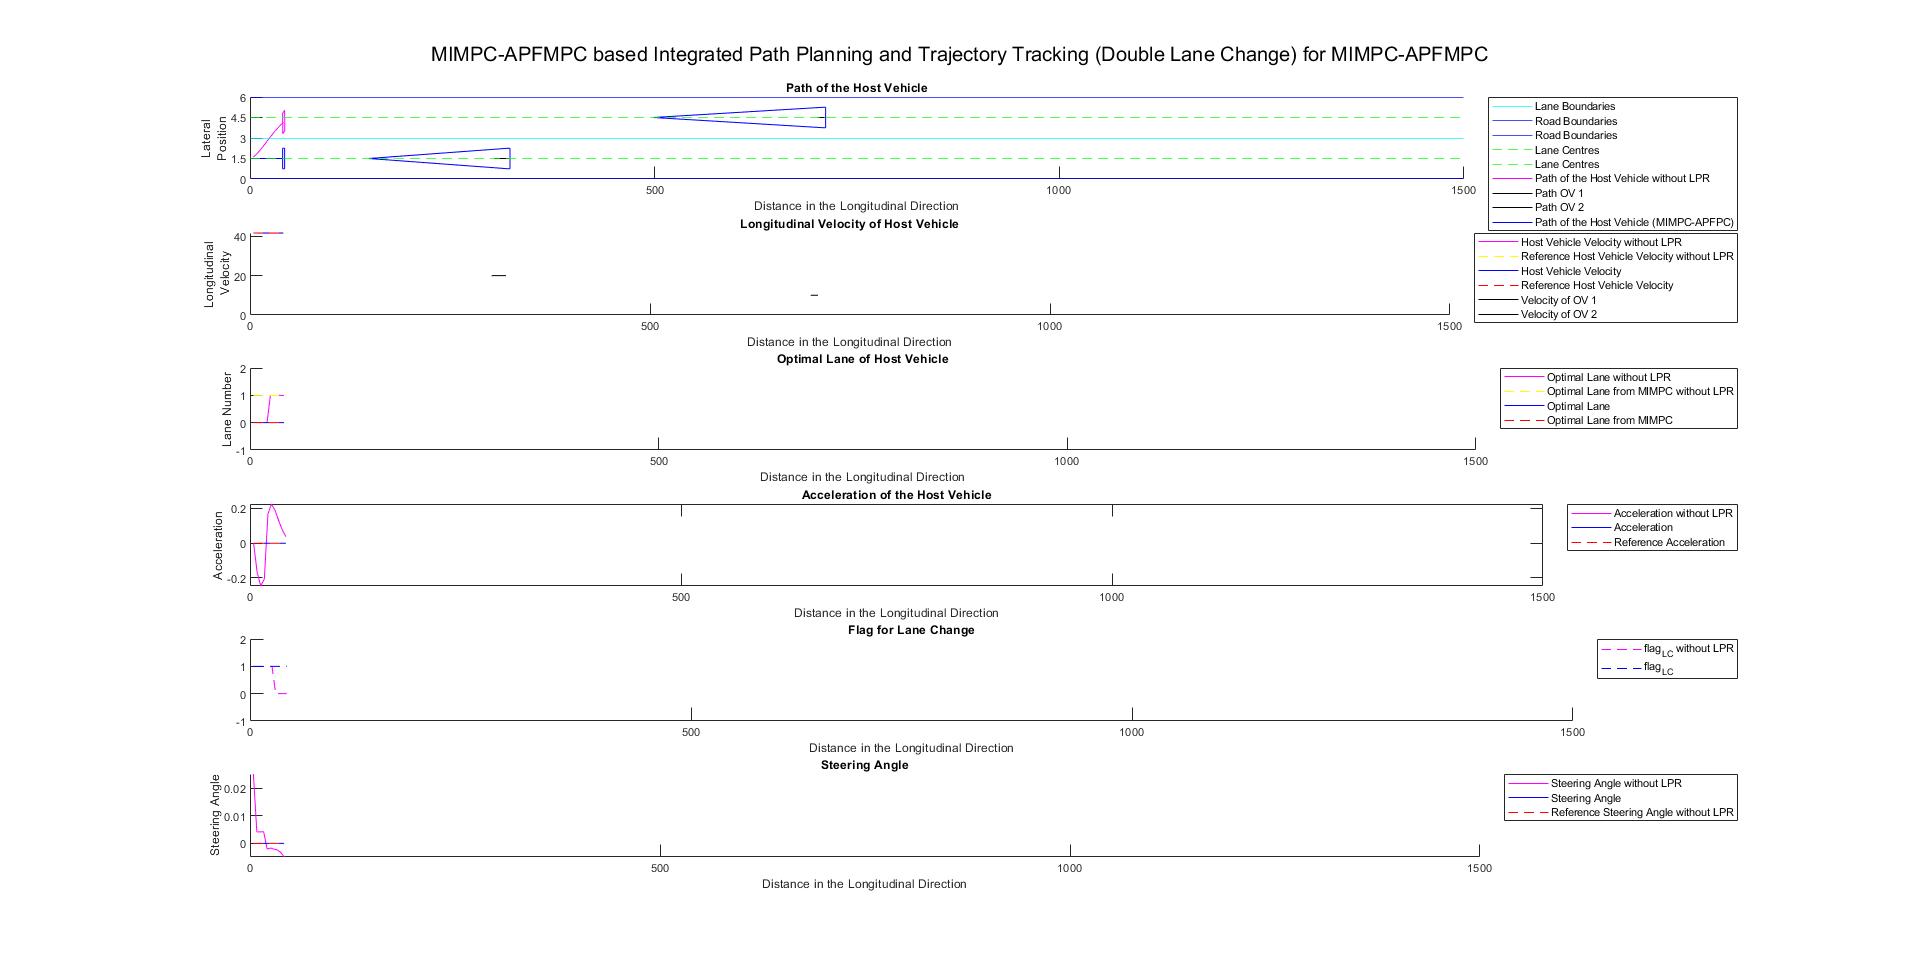 MIMPC-APFMPC based Integrated Path Planning and Trajectory Tracking (Double Lane Change) for MIMPC-APFMPC
Path of the Host Vehicle
Lateral
Position
6
4.5
3
1.5
0
0
500
1000
1500
Distance in the Longitudinal Direction
Lane Boundaries
Road Boundaries
Road Boundaries
Lane Centres
Lane Centres
Path of the Host Vehicle without LPR
Path OV 1
Path OV 2
Path of the Host Vehicle (MIMPC-APFPC)
Longitudinal Velocity of Host Vehicle
Longitudinal
Velocity
40
20
0
0
500
1000
1500
Distance in the Longitudinal Direction
Host Vehicle Velocity without LPR
Reference Host Vehicle Velocity without LPR
Host Vehicle Velocity
Reference Host Vehicle Velocity
Velocity of OV 1
Velocity of OV 2
Optimal Lane of Host Vehicle
Lane Number
2
1
0
-1
0
500
1000
1500
Distance in the Longitudinal Direction
Optimal Lane without LPR
Optimal Lane from MIMPC without LPR
Optimal Lane
Optimal Lane from MIMPC
Acceleration of the Host Vehicle
Acceleration
0.2
0
-0.2
0
500
1000
1500
Distance in the Longitudinal Direction
Acceleration without LPR
Acceleration
Reference Acceleration
Flag for Lane Change
2
1
0
-1
0
500
1000
1500
Distance in the Longitudinal Direction
flagLC without LPR
flagLC
Steering Angle
Steering Angle
0.02
0.01
0
0
500
1000
1500
Distance in the Longitudinal Direction
Steering Angle without LPR
Steering Angle
Reference Steering Angle without LPR